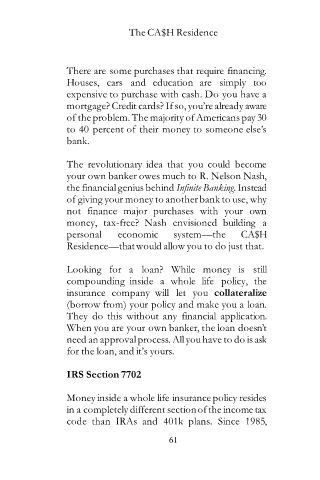 The CA$H Residence
There are some purchases that require financing.
Houses, cars and education are simply too
expensive to purchase with cash. Do you have a
mortgage? Credit cards? If so, you're already aware
of the problem. The majority of Americans pay 30
to 40 percent of their money to someone else's
bank.
The revolutionary idea that you could become
your own banker owes much to R. Nelson Nash,
the financial genius behind Infinite Banking. Instead
of giving your money to another bank to use, why
not finance major purchases with your own
money, tax-free? Nash envisioned building a
personal economic system—the CA$H
Residence—that would allow you to do just that.
Looking for a loan? While money is still
compounding inside a whole life policy, the
insurance company will let you collateralize
(borrow from) your policy and make you a loan.
They do this without any financial application.
When you are your own banker, the loan doesn't
need an approval process. All you have to do is ask
for the loan, and it's yours.
IRS Section 7702
Money inside a whole life insurance policy resides
in a completely different section of the income tax
code than IRAs and 401k plans. Since 1985,
61